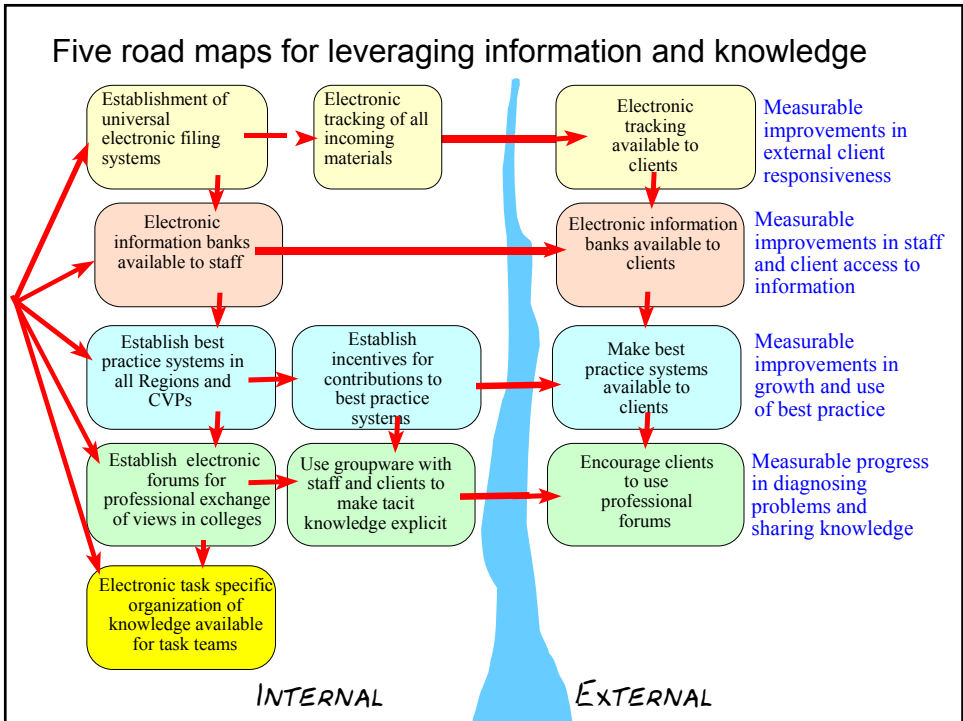 Five road maps for leveraging information and knowledge
Establishment of
universal
electronic filing
systems
Electronic
tracking of all
incoming
materials
Electronic
tracking
available to
clients
Measurable
improvements in
external client
responsiveness
Electronic
information banks
available to staff
Electronic information
banks available to
clients
Measurable
improvements in staff
and client access to
information
Establish best
practice systems in
all Regions and
CVPs
Establish
incentives for
contributions to
best practice
systems
Make best
practice systems
available to
clients
Measurable
improvements in
growth and use
of best practice
Establish electronic
forums for
professional exchange
of views in colleges
Use groupware with
staff and clients to
make tacit
knowledge explicit
Encourage clients
to use
professional
forums
Measurable progress
in diagnosing
problems and
sharing knowledge
Electronic task specific
organization of
knowledge available
for task teams
INTERNAL
EXTERNAL